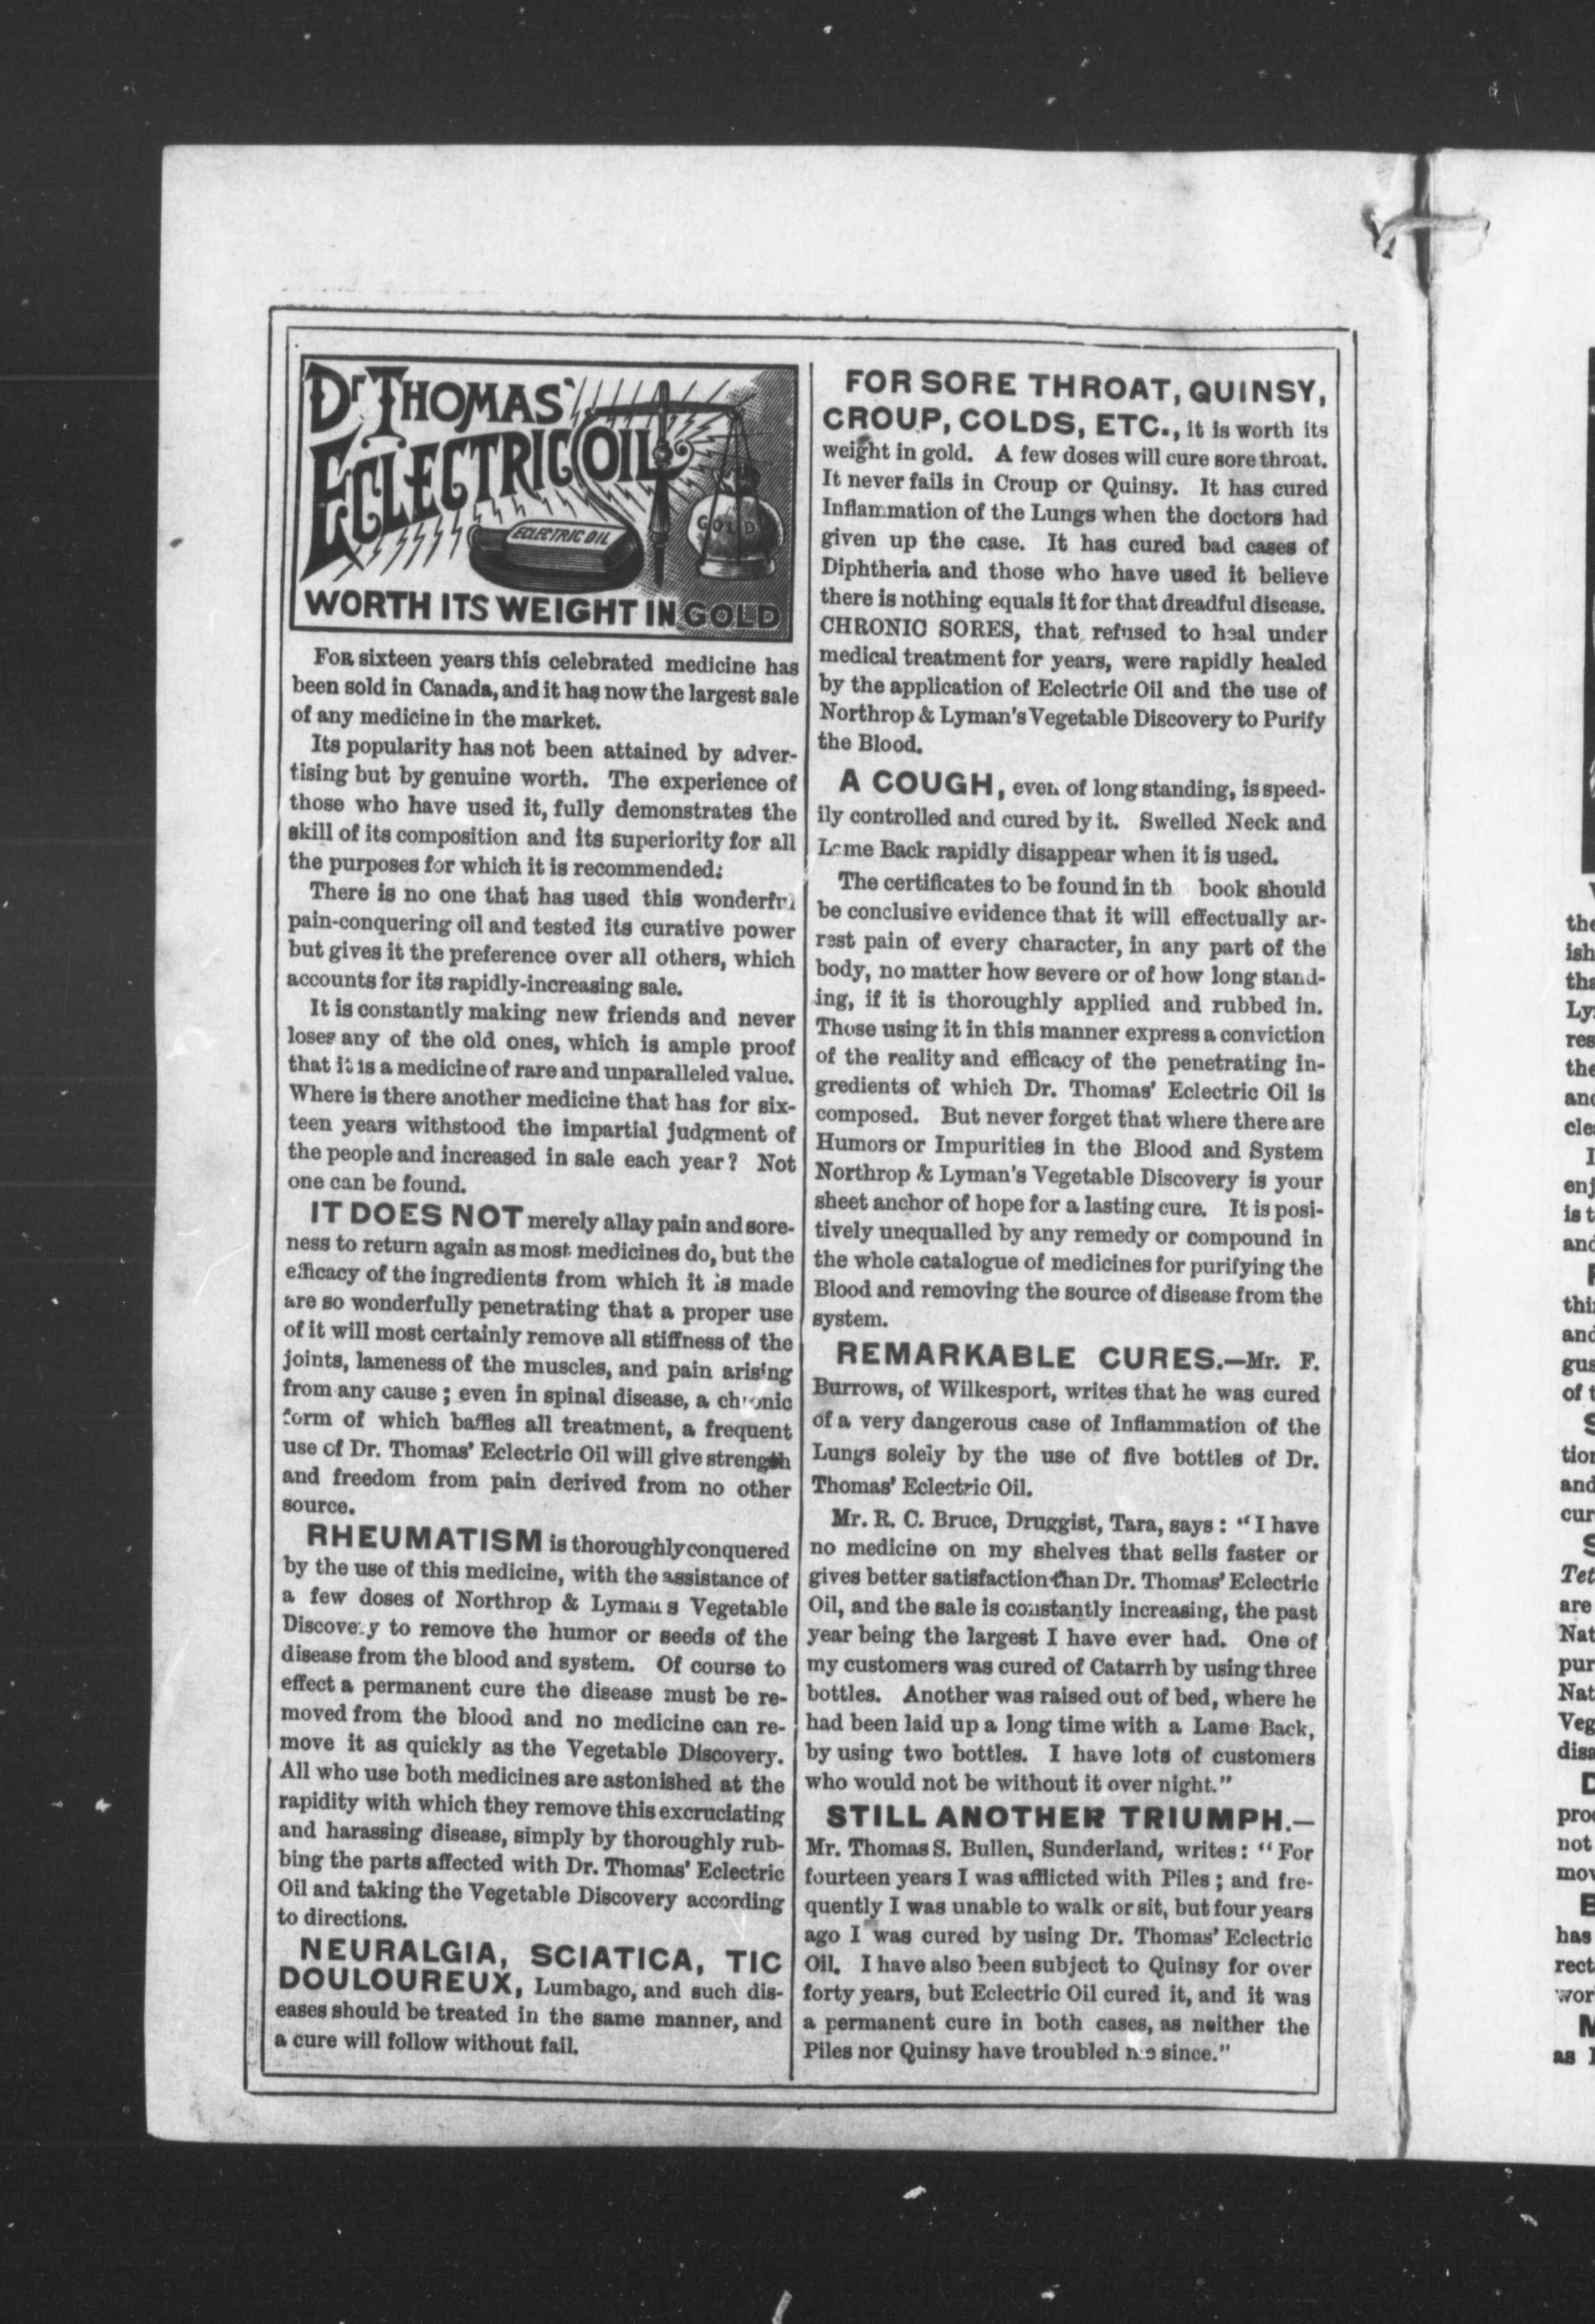 Dr. THOMAS'
ECLECTRIC OIL
ECLECTRIC OIL
GOLD
WORTH ITS WEIGHT IN GOLD
FOR sixteen years this celebrated medicine has
been sold in Canada, and it has now the largest sale
of any medicine in the market.
Its popularity has not been attained by adver-
tising but by genuine worth. The experience of
those who have used it, fully demonstrates the
skill of its composition and its superiority for all
the purposes for which it is recommended.
There is no one that has used this wonderful
pain-conquering oil and tested its curative power
but gives it the preference over all others, which
accounts for its rapidly-increasing sale.
It is constantly making new friends and never
loses any of the old ones, which is ample proof
that it is a medicine of rare and unparalleled value.
Where is there another medicine that has for six-
teen years withstood the impartial judgment of
the people and increased in sale each year? Not
one can be found.
IT DOES NOT merely allay pain and sore-
ness to return again as most medicines do, but the
efficacy of the ingredients from which it is made
are so wonderfully penetrating that a proper use
of it will most certainly remove all stiffness of the
joints, lameness of the muscles, and pain arising
from any cause; even in spinal disease, a chronic
form of which baffles all treatment, a frequent
use of Dr. Thomas' Eclectric Oil will give strength
and freedom from pain derived from no other
source.
RHEUMATISM is thoroughly conquered
by the use of this medicine, with the assistance of
a few doses of Northrop & Lyman s Vegetable
Discovery to remove the humor or seeds of the
disease from the blood and system. Of course to
effect a permanent cure the disease must be re-
moved from the blood and no medicine can re-
move it as quickly as the Vegetable Discovery.
All who use both medicines are astonished at the
rapidity with which they remove this excruciating
and harassing disease, simply by thoroughly rub-
bing the parts affected with Dr. Thomas' Eclectric
Oil and taking the Vegetable Discovery according
to directions.
NEURALGIA, SCIATICA, TIC
DOULOUREUX, Lumbago, and such dis-
eases should be treated in the same manner, and
a cure will follow without fail.
FOR SORE THROAT, QUINSY,
CROUP, COLDS, ETC., it is worth its
weight in gold. A few doses will cure sore throat.
It never fails in Croup or Quinsy. It has cured
Inflammation of the Lungs when the doctors had
given up the case. It has cured bad cases of
Diphtheria and those who have used it believe
there is nothing equals it for that dreadful disease.
CHRONIC SORES, that refused to heal under
medical treatment for years, were rapidly healed
by the application of Eclectric Oil and the use of
Northrop & Lyman's Vegetable Discovery to Purify
the Blood.
A COUGH, even of long standing, is speed-
ily controlled and cured by it. Swelled Neck and
Lame Back rapidly disappear when it is used.
The certificates to be found in th book should
be conclusive evidence that it will effectually ar-
rest pain of every character, in any part of the
body, no matter how severe or of how long stand-
ing, if it is thoroughly applied and rubbed in.
Those using it in this manner express a conviction
of the reality and efficacy of the penetrating in-
gredients of which Dr. Thomas' Eclectric Oil is
composed. But never forget that where there are
Humors or Impurities in the Blood and System
Northrop & Lyman's Vegetable Discovery is your
sheet anchor of hope for a lasting cure. It is posi-
tively unequalled by any remedy or compound in
the whole catalogue of medicines for purifying the
Blood and removing the source of disease from the
system.
REMARKABLE CURES.—Mr. F.
Burrows, of Wilkesport, writes that he was cured
of a very dangerous case of Inflammation of the
Lungs solely by the use of five bottles of Dr.
Thomas' Eclectric Oil.
Mr. R. C. Bruce, Druggist, Tara, says: "I have
no medicine on my shelves that sells faster or
gives better satisfaction than Dr. Thomas' Eclectric
Oil, and the sale is constantly increasing, the past
year being the largest I have ever had. One of
my customers was cured of Catarrh by using three
bottles. Another was raised out of bed, where he
had been laid up a long time with a Lame Back,
by using two bottles. I have lots of customers
who would not be without it over night."
STILL ANOTHER TRIUMPH.—
Mr. Thomas S. Bullen, Sunderland, writes: "For
fourteen years I was afflicted with Piles; and fre-
quently I was unable to walk or sit, but four years
ago I was cured by using Dr. Thomas' Eclectric
Oil. I have also been subject to Quinsy for over
forty years, but Eclectric Oil cured it, and it was
a permanent cure in both cases, as neither the
Piles nor Quinsy have troubled me since."